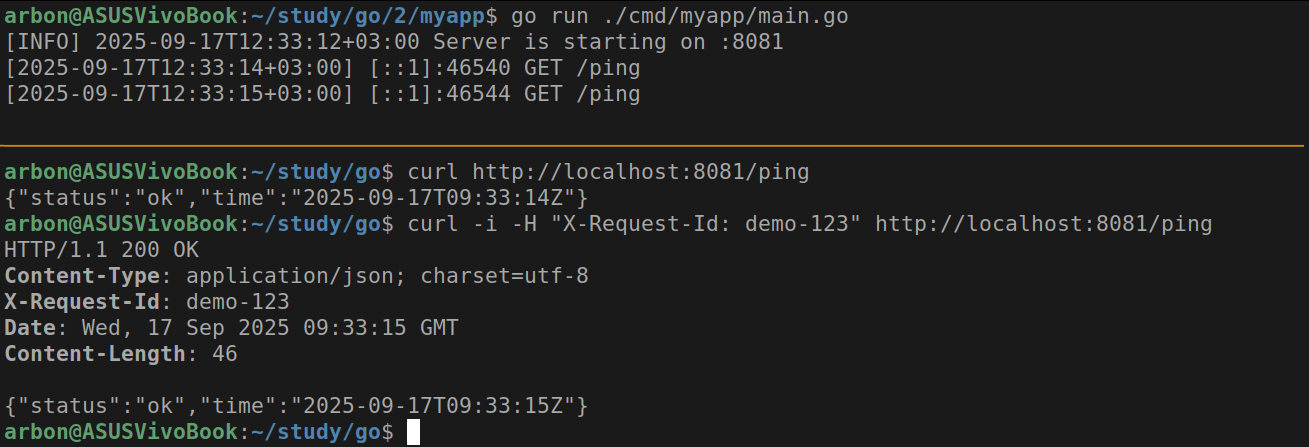 arbon@ASUSVivoBook:~/study/go/2/myapp$ go run ./cmd/myapp/main.go
[INFO] 2025-09-17T12:33:12+03:00 Server is starting on :8081
[2025-09-17T12:33:14+03:00] [::1]:46540 GET /ping
[2025-09-17T12:33:15+03:00] [::1]:46544 GET /ping
arbon@ASUSVivoBook:~/study/go$ curl http://localhost:8081/ping
{"status":"ok","time":"2025-09-17T09:33:14Z"}
arbon@ASUSVivoBook:~/study/go$ curl -i -H "X-Request-Id: demo-123" http://localhost:8081/ping
HTTP/1.1 200 OK
Content-Type: application/json; charset=utf-8
X-Request-Id: demo-123
Date: Wed, 17 Sep 2025 09:33:15 GMT
Content-Length: 46

{"status":"ok","time":"2025-09-17T09:33:15Z"}
arbon@ASUSVivoBook:~/study/go$